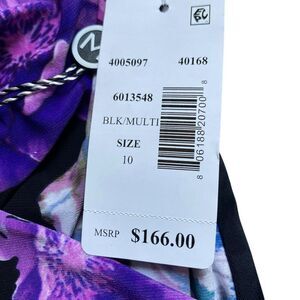 4005097 40168
6013548
BLK/MULTI
SIZE
10
8 06188 20700 8
MSRP $166.00